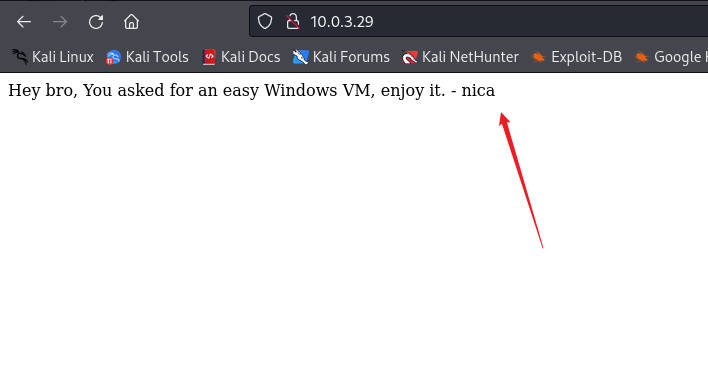 10.0.3.29
Kali Linux Kali Tools Kali Docs Kali Forums Kali NetHunter Exploit-DB Google H
Hey bro, You asked for an easy Windows VM, enjoy it. - nica